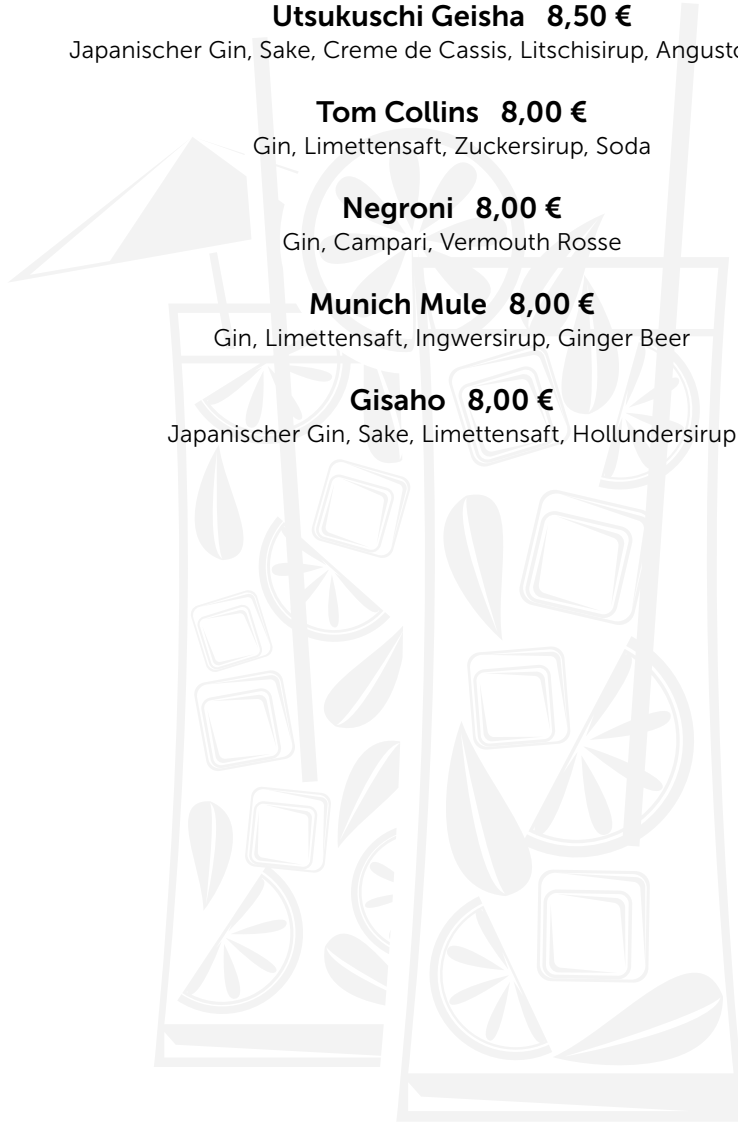 Utsukuschi Geisha 8,50 €
Japanischer Gin, Sake, Creme de Cassis, Litschisirup,
Tom Collins 8,00 €
Gin, Limettensaft, Zuckersirup, Soda
Negroni 8,00 €
Gin, Campari, Vermouth Rosse
Munich Mule 8,00 €
Gin, Limettensaft, Ingwersirup, Ginger Beer
Gisaho 8,00 €
Japanischer Gin, Sake, Limettensaft, Hollundersirup